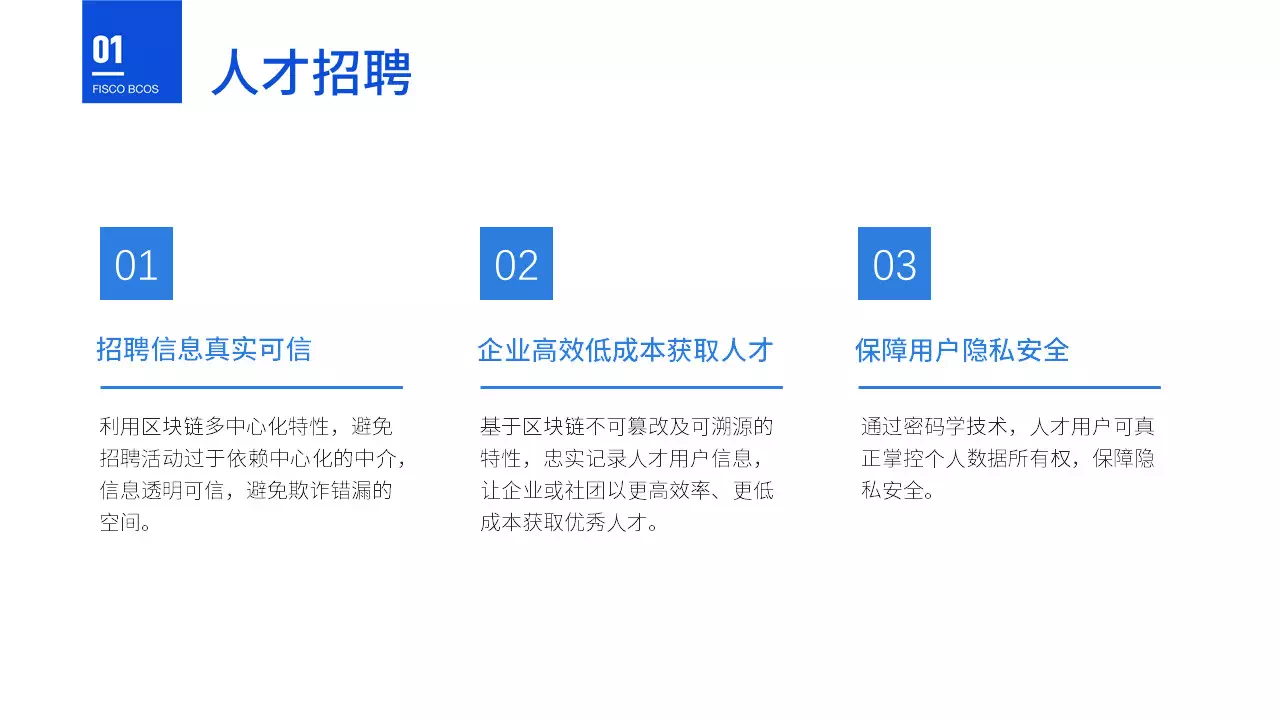 01
FISCO BCOS
人才招聘
01
招聘信息真实可信
利用区块链多中心化特性，避免
招聘活动过于依赖中心化的中介，
信息透明可信，避免欺诈错漏的
空间。
02
企业高效低成本获取人才
基于区块链不可篡改及可溯源的
特性，忠实记录人才用户信息，
让企业或社团以更高效率、更低
成本获取优秀人才。
03
保障用户隐私安全
通过密码学技术，人才用户可真
正掌控个人数据所有权，保障隐
私安全。